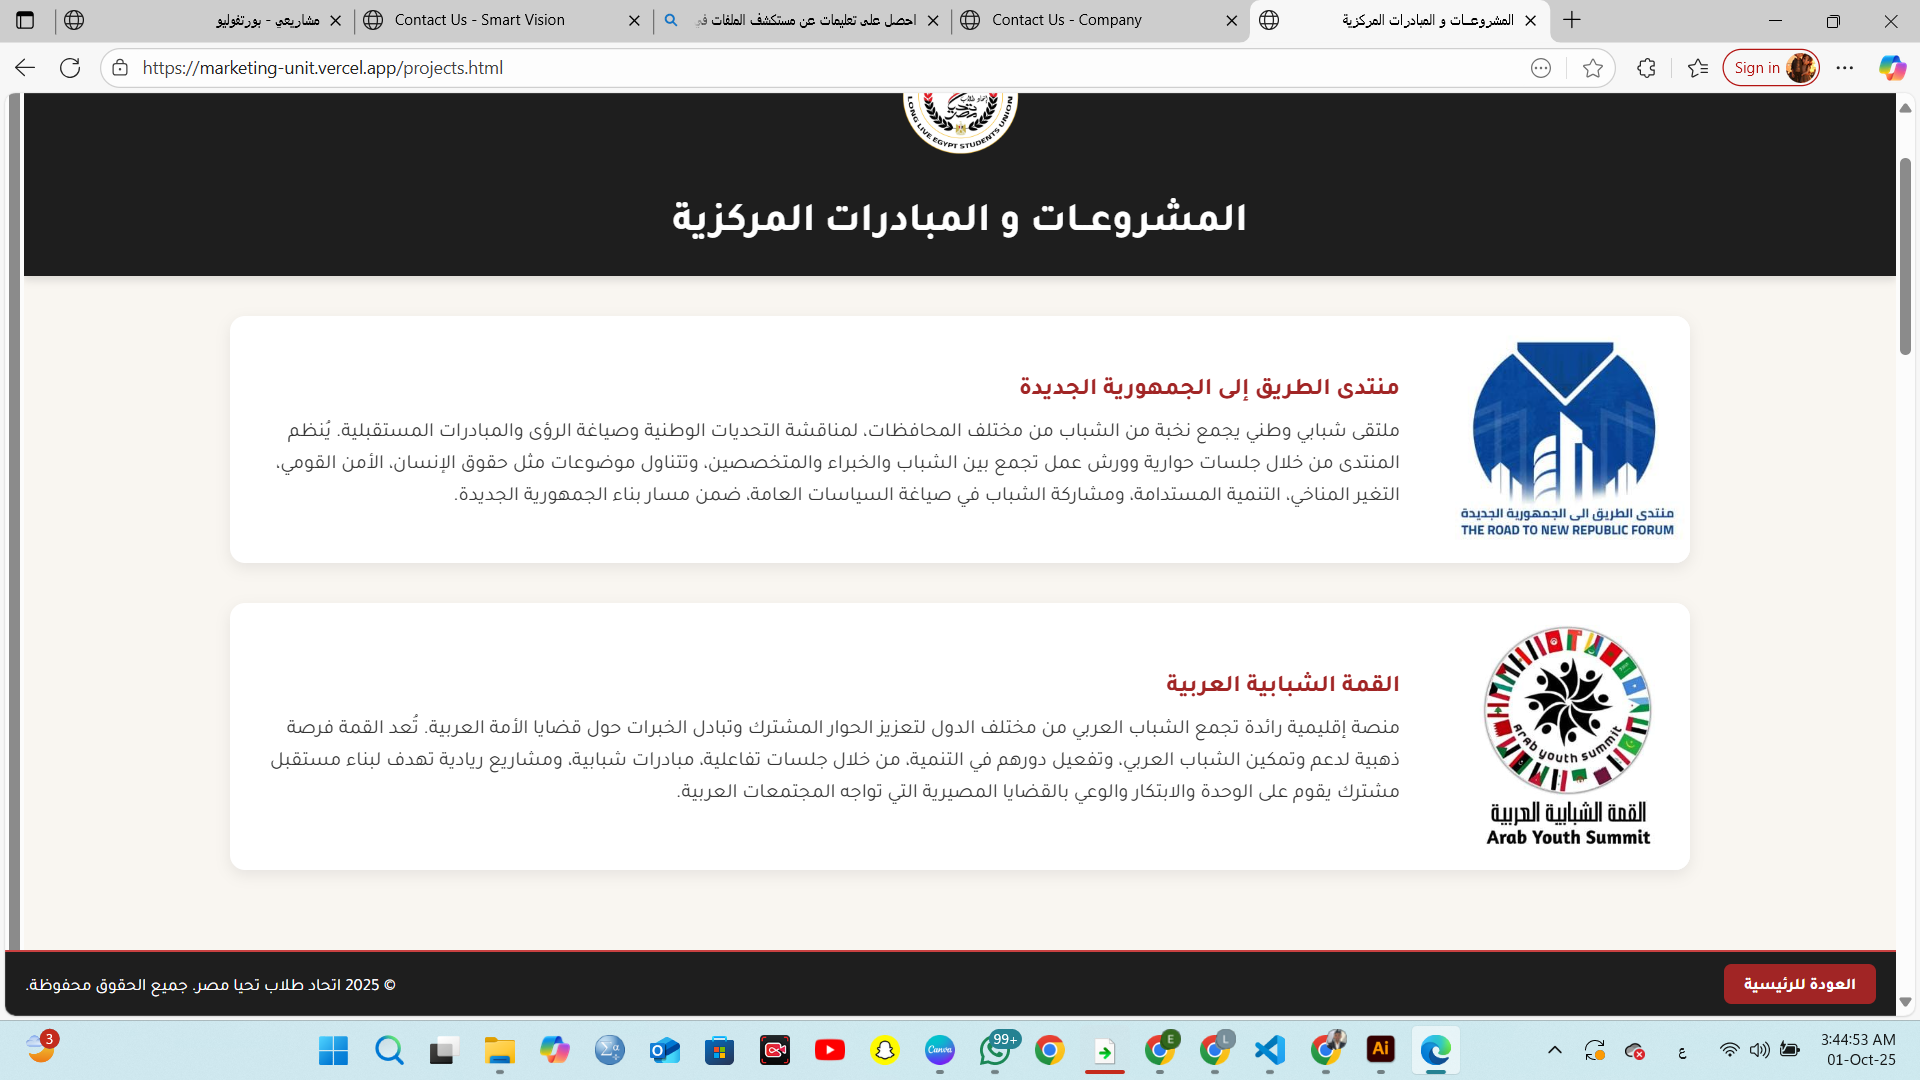 مشاريعي - بورتفوليو
Contact Us - Smart Vision
احصل على تعليمات عن مستكشف الملفات في
Contact Us - Company
المشروعــات و المبادرات المركزية
https://marketing-unit.vercel.app/projects.html
Sign in
اتحاد طلاب
تحيا مصر
LONG LIVE EGYPT STUDENTS UNION
المشروعــات و المبادرات المركزية
منتدى الطريق إلى الجمهورية الجديدة
ملتقى شبابي وطني يجمع نخبة من الشباب من مختلف المحافظات، لمناقشة التحديات الوطنية وصياغة الرؤى والمبادرات المستقبلية. يُنظم
المنتدى من خلال جلسات حوارية وورش عمل تجمع بين الشباب والخبراء والمتخصصين، وتتناول موضوعات مثل حقوق الإنسان، الأمن القومي،
التغير المناخي، التنمية المستدامة، ومشاركة الشباب في صياغة السياسات العامة، ضمن مسار بناء الجمهورية الجديدة.
منتدى الطريق الى الجمهورية الجديدة
THE ROAD TO NEW REPUBLIC FORUM
القمة الشبابية العربية
منصة إقليمية رائدة تجمع الشباب العربي من مختلف الدول لتعزيز الحوار المشترك وتبادل الخبرات حول قضايا الأمة العربية. تُعد القمة فرصة
ذهبية لدعم وتمكين الشباب العربي، وتفعيل دورهم في التنمية، من خلال جلسات تفاعلية، مبادرات شبابية، ومشاريع ريادية تهدف لبناء مستقبل
مشترك يقوم على الوحدة والابتكار والوعي بالقضايا المصيرية التي تواجه المجتمعات العربية.
Arab youth summit
القمة الشبابية العربية
Arab Youth Summit
العودة للرئيسية
© 2025 اتحاد طلاب تحيا مصر. جميع الحقوق محفوظة.
3
Canva
99+
E
L
Ai
ع
3:44:53 AM
01-Oct-25